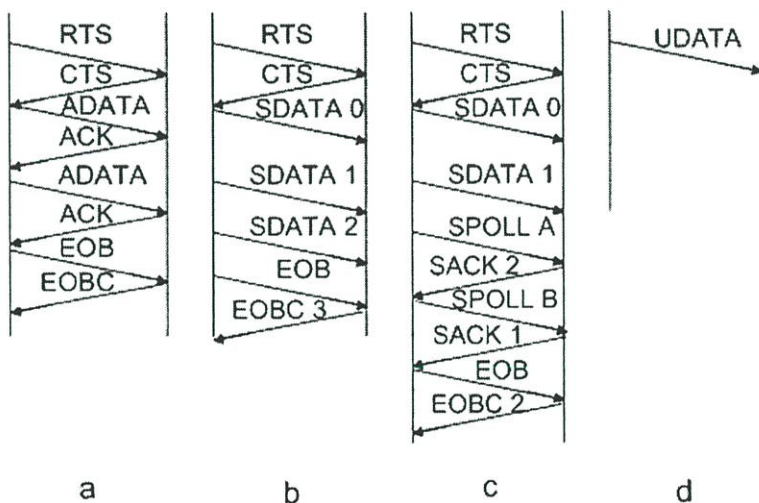 RTS
CTS
ADATA
ACK
ADATA
ACK
EOB
EOBC
a
RTS
CTS
SDATA 0
SDATA 1
SDATA 2
EOB
EOBC 3
b
RTS
CTS
SDATA 0
SDATA 1
SPOLL A
SACK 2
SPOLL B
SACK 1
EOB
EOBC 2
c
UDATA
d